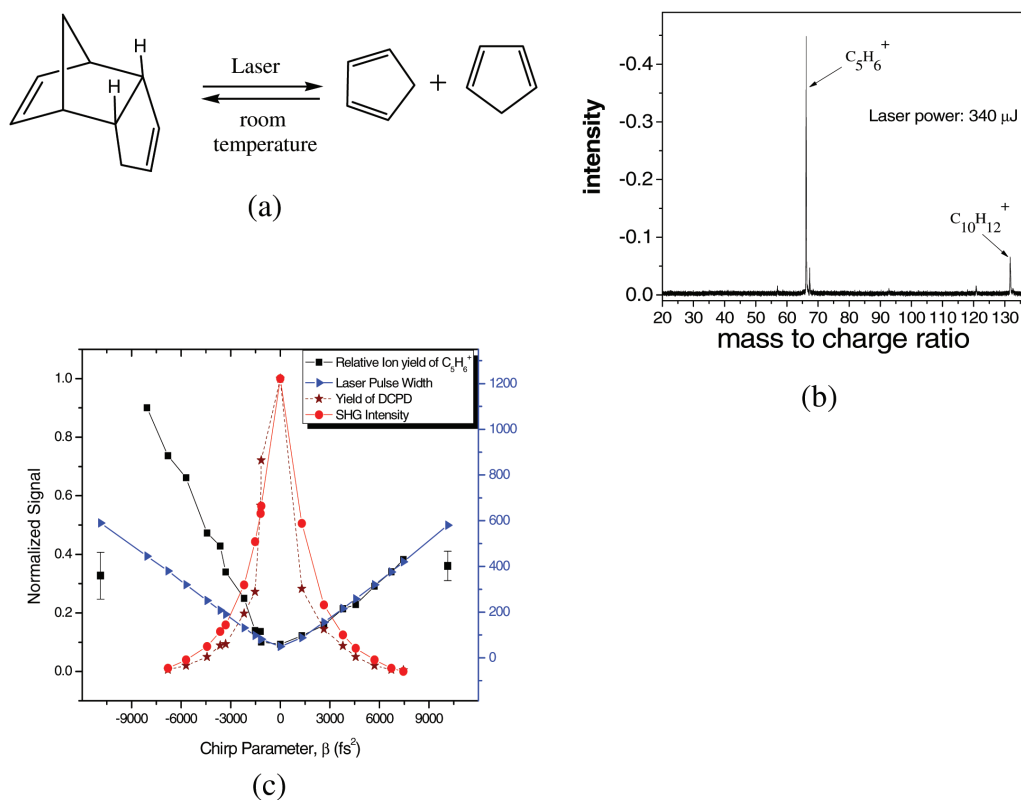 H
H
Laser
room
temperature
+
(a)
-0.4
-0.3
-0.2
-0.1
0.0
intensity
C₅H₆⁺
Laser power: 340 μJ
C₁₀H₁₂⁺
20 30 40 50 60 70 80 90 100 110 120 130
mass to charge ratio
(b)
Relative Ion yield of C₅H₆⁺
Laser Pulse Width
Yield of DCPD
SHG Intensity
1.0
0.8
0.6
0.4
0.2
0.0
Normalized Signal
1200
1000
800
600
400
200
0
-9000 -6000 -3000 0 3000 6000 9000
Chirp Parameter, β (fs²)
(c)